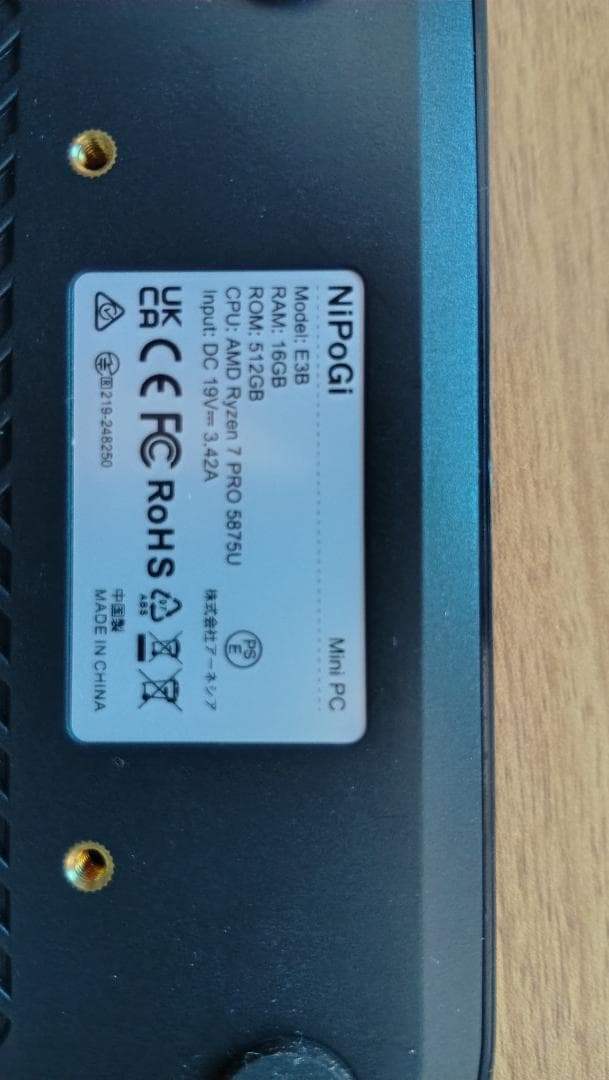 NiPoGi
Mini PC
Model: E3B
RAM: 16GB
ROM: 512GB
CPU: AMD Ryzen 7 PRO 5875U
Input: DC 19V⎓3.42A
PS
E
株式会社アーネシア
UK
CA
CE FC RoHS
07
ABS
R 219-248250
中国製
MADE IN CHINA